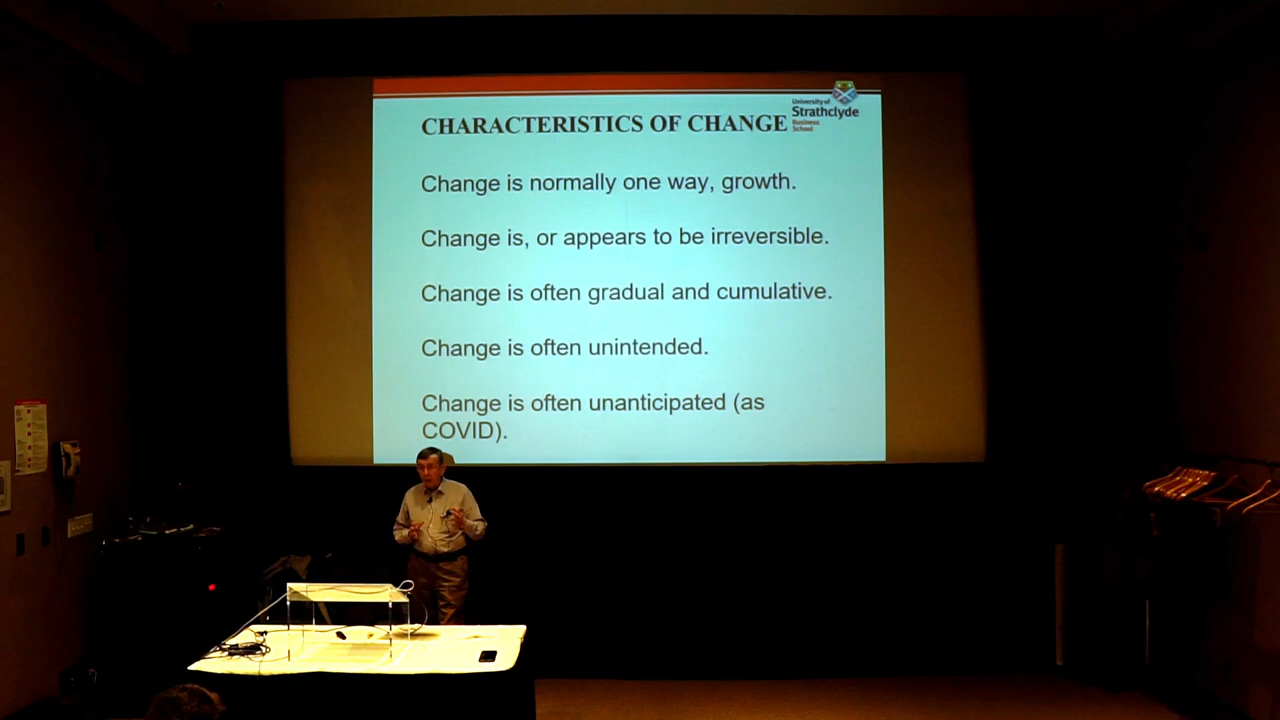 University of
Strathclyde
Business
School
CHARACTERISTICS OF CHANGE
Change is normally one way, growth.
Change is, or appears to be irreversible.
Change is often gradual and cumulative.
Change is often unintended.
Change is often unanticipated (as
COVID).